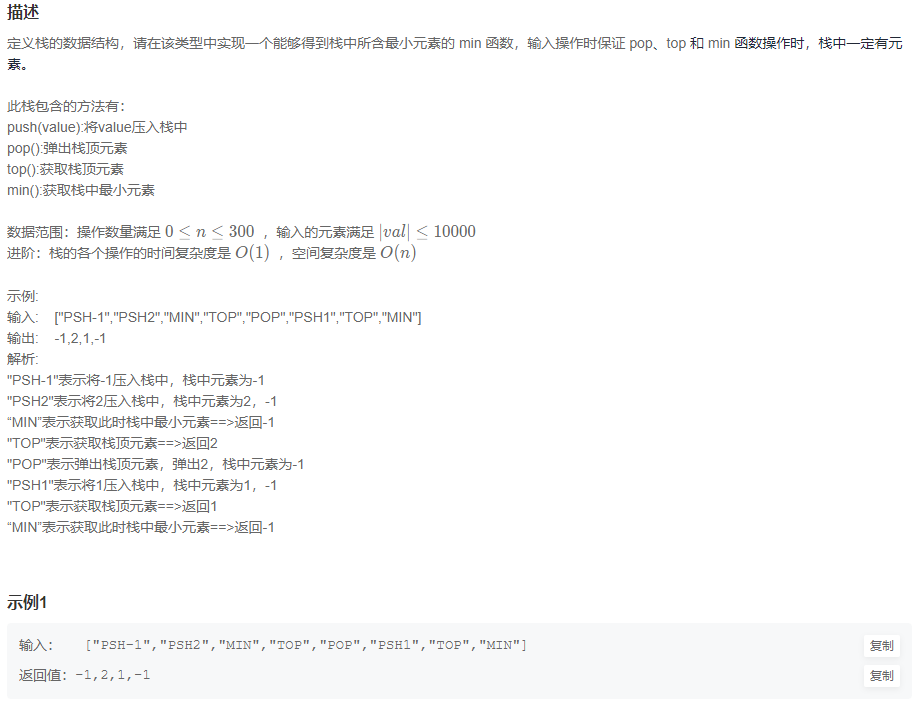 描述
定义栈的数据结构，请在该类型中实现一个能够得到栈中所含最小元素的 min 函数，输入操作时保证 pop、top 和 min 函数操作时，栈中一定有元
素。
此栈包含的方法有：
push(value):将value压入栈中
pop():弹出栈顶元素
top():获取栈顶元素
min():获取栈中最小元素
数据范围：操作数量满足 0 ≤ n ≤ 300 ，输入的元素满足 |val| ≤ 10000
进阶：栈的各个操作的时间复杂度是 O(1) ，空间复杂度是 O(n)
示例:
输入: ["PSH-1","PSH2","MIN","TOP","POP","PSH1","TOP","MIN"]
输出: -1,2,1,-1
解析:
"PSH-1"表示将-1压入栈中，栈中元素为-1
"PSH2"表示将2压入栈中，栈中元素为2，-1
“MIN”表示获取此时栈中最小元素==>返回-1
"TOP"表示获取栈顶元素==>返回2
"POP"表示弹出栈顶元素，弹出2，栈中元素为-1
"PSH1"表示将1压入栈中，栈中元素为1，-1
"TOP"表示获取栈顶元素==>返回1
“MIN”表示获取此时栈中最小元素==>返回-1
示例1
输入： ["PSH-1","PSH2","MIN","TOP","POP","PSH1","TOP","MIN"] 复制
返回值：-1,2,1,-1 复制